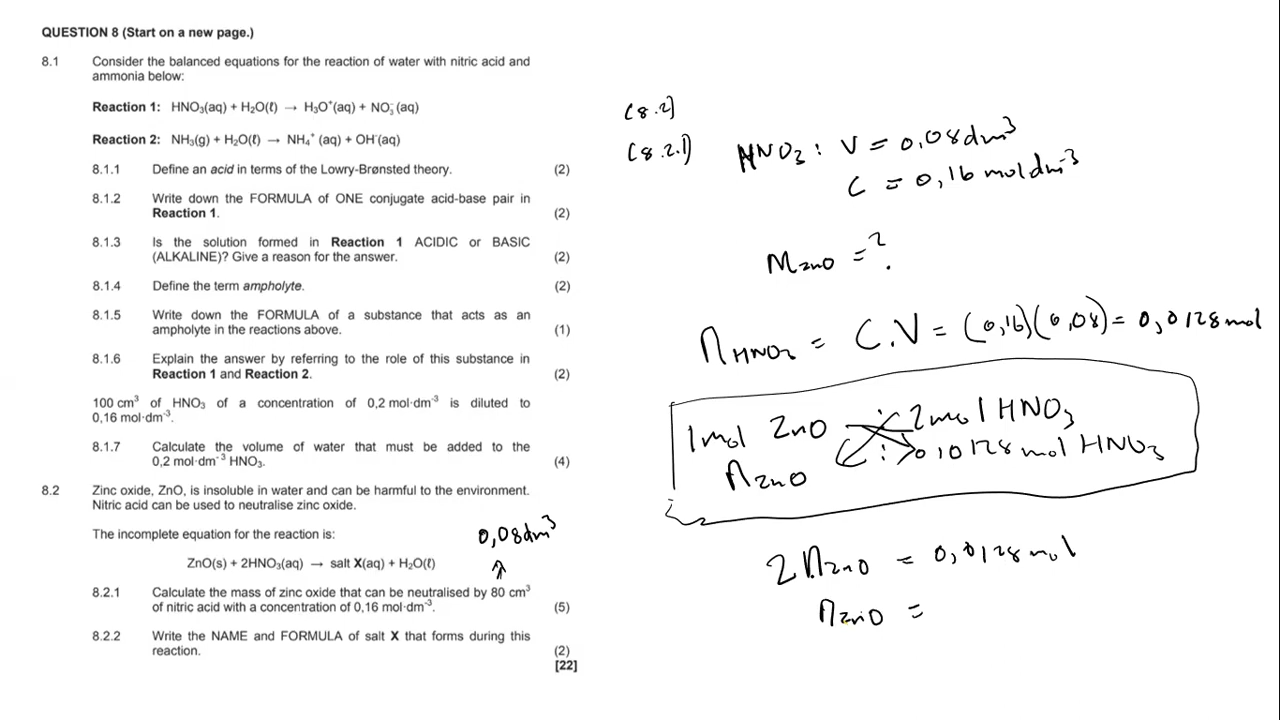 QUESTION 8 (Start on a new page.)
8.1 Consider the balanced equations for the reaction of water with nitric acid and
ammonia below:
Reaction 1: HNO₃(aq) + H₂O(ℓ) → H₃O⁺(aq) + NO₃⁻(aq)
Reaction 2: NH₃(g) + H₂O(ℓ) → NH₄⁺ (aq) + OH⁻(aq)
8.1.1 Define an acid in terms of the Lowry-Brønsted theory. (2)
8.1.2 Write down the FORMULA of ONE conjugate acid-base pair in
Reaction 1. (2)
8.1.3 Is the solution formed in Reaction 1 ACIDIC or BASIC
(ALKALINE)? Give a reason for the answer. (2)
8.1.4 Define the term ampholyte. (2)
8.1.5 Write down the FORMULA of a substance that acts as an
ampholyte in the reactions above. (1)
8.1.6 Explain the answer by referring to the role of this substance in
Reaction 1 and Reaction 2. (2)
100 cm³ of HNO₃ of a concentration of 0,2 mol·dm⁻³ is diluted to
0,16 mol·dm⁻³.
8.1.7 Calculate the volume of water that must be added to the
0,2 mol·dm⁻³ HNO₃. (4)
8.2 Zinc oxide, ZnO, is insoluble in water and can be harmful to the environment.
Nitric acid can be used to neutralise zinc oxide.
The incomplete equation for the reaction is:
0,08dm³
ZnO(s) + 2HNO₃(aq) → salt X(aq) + H₂O(ℓ)
↑
8.2.1 Calculate the mass of zinc oxide that can be neutralised by 80 cm³
of nitric acid with a concentration of 0,16 mol·dm⁻³. (5)
8.2.2 Write the NAME and FORMULA of salt X that forms during this
reaction. (2)
[22]
(8.2)
(8.2.1) HNO₃: V = 0,08dm³
C = 0,16 mol dm⁻³
m ZnO = ?
n HNO₃ = C.V = (0,16)(0,08) = 0,0128 mol
1mol ZnO : 2mol HNO₃
n ZnO : 0,0128 mol HNO₃
2 n ZnO = 0,0128 mol
n ZnO =